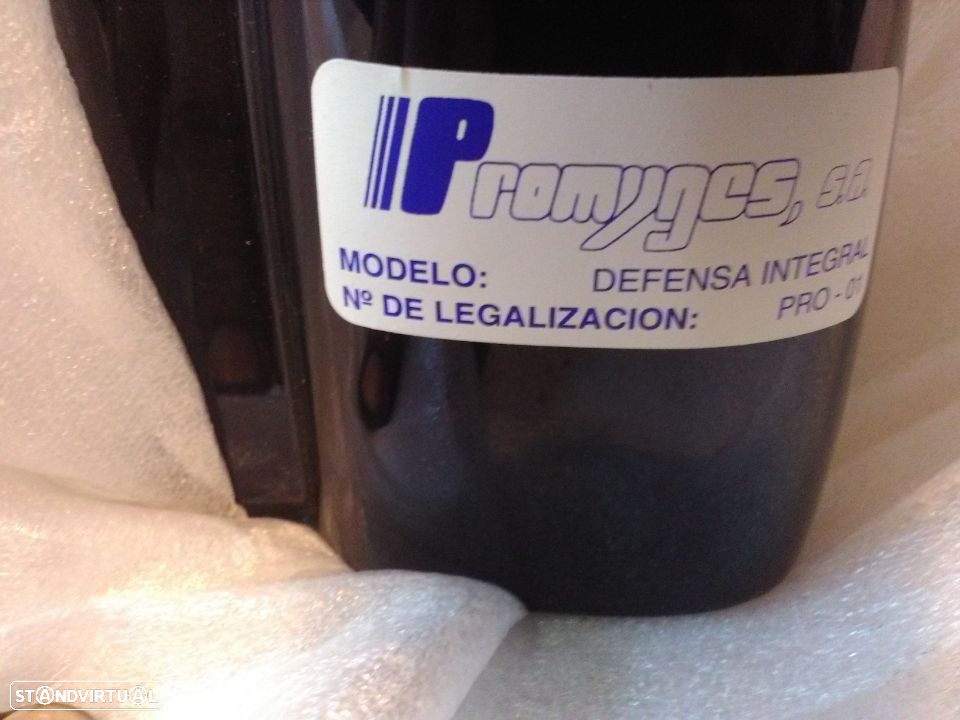 Promyges, s.a.
MODELO: DEFENSA INTEGRAL
Nº DE LEGALIZACION: PRO - 01
STANDVIRTUAL